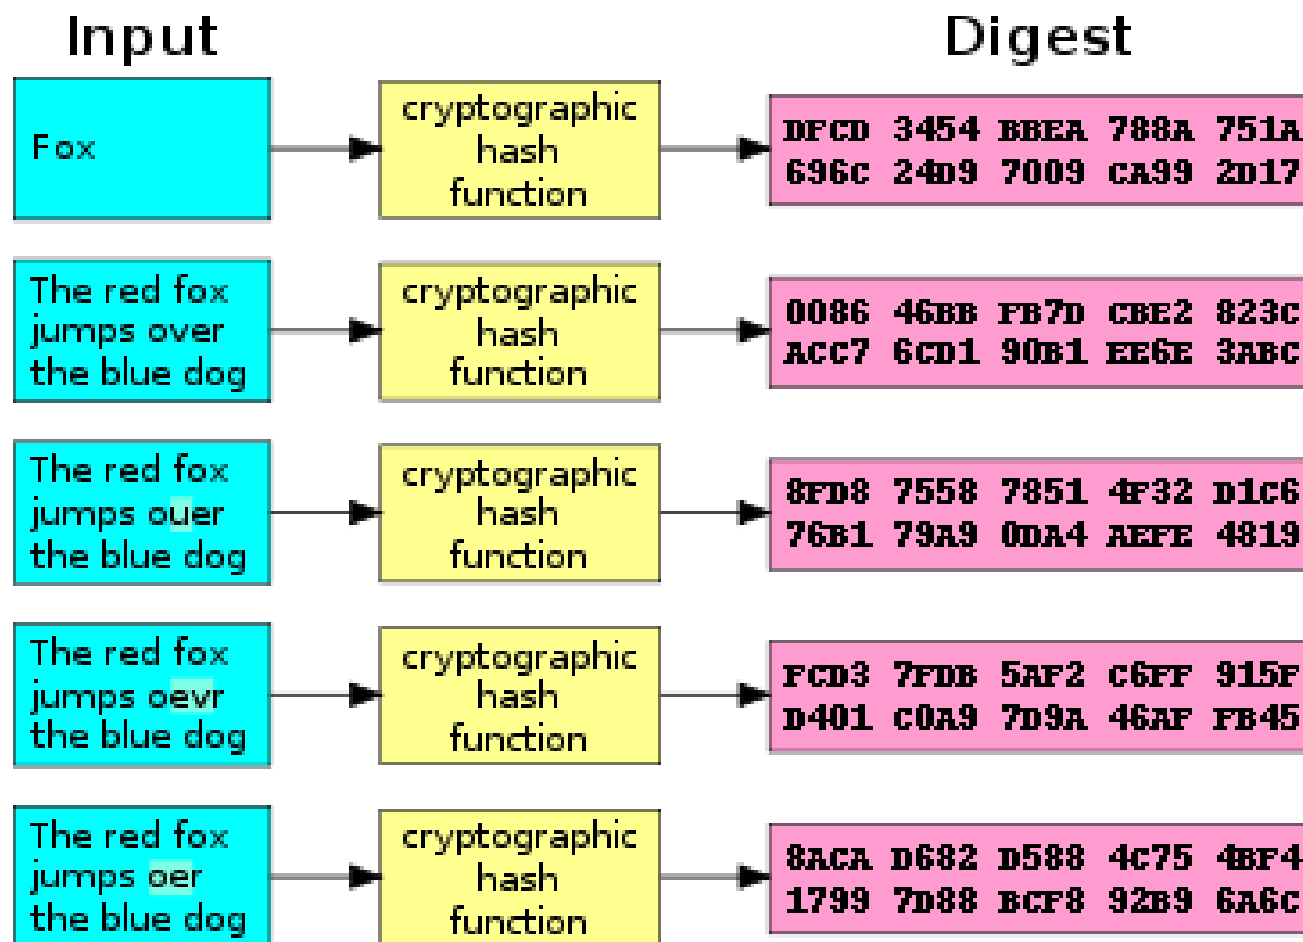 Input
Digest
Fox
cryptographic
hash
function
DFCD 3454 BBEA 788A 751A
696C 24D9 7009 CA99 2D17
The red fox
jumps over
the blue dog
cryptographic
hash
function
0086 46BB FB7D CBE2 823C
ACC7 6CD1 90B1 EE6E 3ABC
The red fox
jumps ouer
the blue dog
cryptographic
hash
function
8FD8 7558 7851 4F32 D1C6
76B1 79A9 0DA4 AEFE 4819
The red fox
jumps oevr
the blue dog
cryptographic
hash
function
FCD3 7FDB 5AF2 C6FF 915F
D401 C0A9 7D9A 46AF FB45
The red fox
jumps oer
the blue dog
cryptographic
hash
function
8ACA D682 D588 4C75 4BF4
1799 7D88 BCF8 92B9 6A6C